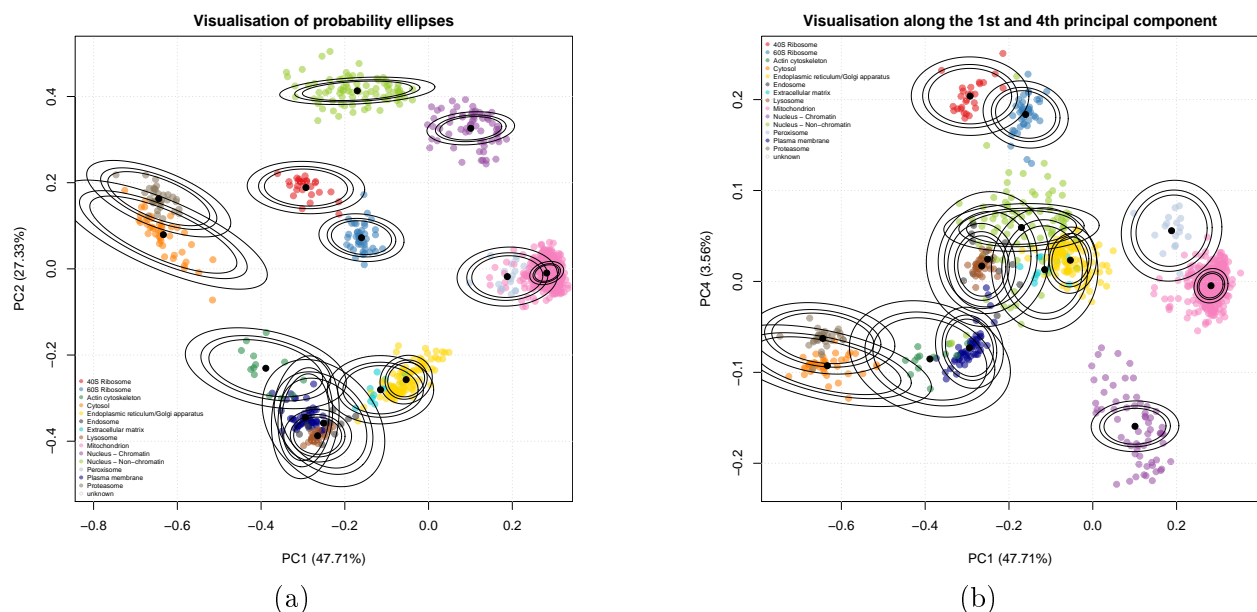 Visualisation of probability ellipses
PC2 (27.33%)
0.4
0.2
0.0
−0.2
−0.4
40S Ribosome
60S Ribosome
Actin cytoskeleton
Cytosol
Endoplasmic reticulum/Golgi apparatus
Endosome
Extracellular matrix
Lysosome
Mitochondrion
Nucleus − Chromatin
Nucleus − Non−chromatin
Peroxisome
Plasma membrane
Proteasome
unknown
−0.8 −0.6 −0.4 −0.2 0.0 0.2
PC1 (47.71%)
(a)
Visualisation along the 1st and 4th principal component
40S Ribosome
60S Ribosome
Actin cytoskeleton
Cytosol
Endoplasmic reticulum/Golgi apparatus
Endosome
Extracellular matrix
Lysosome
Mitochondrion
Nucleus − Chromatin
Nucleus − Non−chromatin
Peroxisome
Plasma membrane
Proteasome
unknown
PC4 (3.56%)
0.2
0.1
0.0
−0.1
−0.2
−0.6 −0.4 −0.2 0.0 0.2
PC1 (47.71%)
(b)